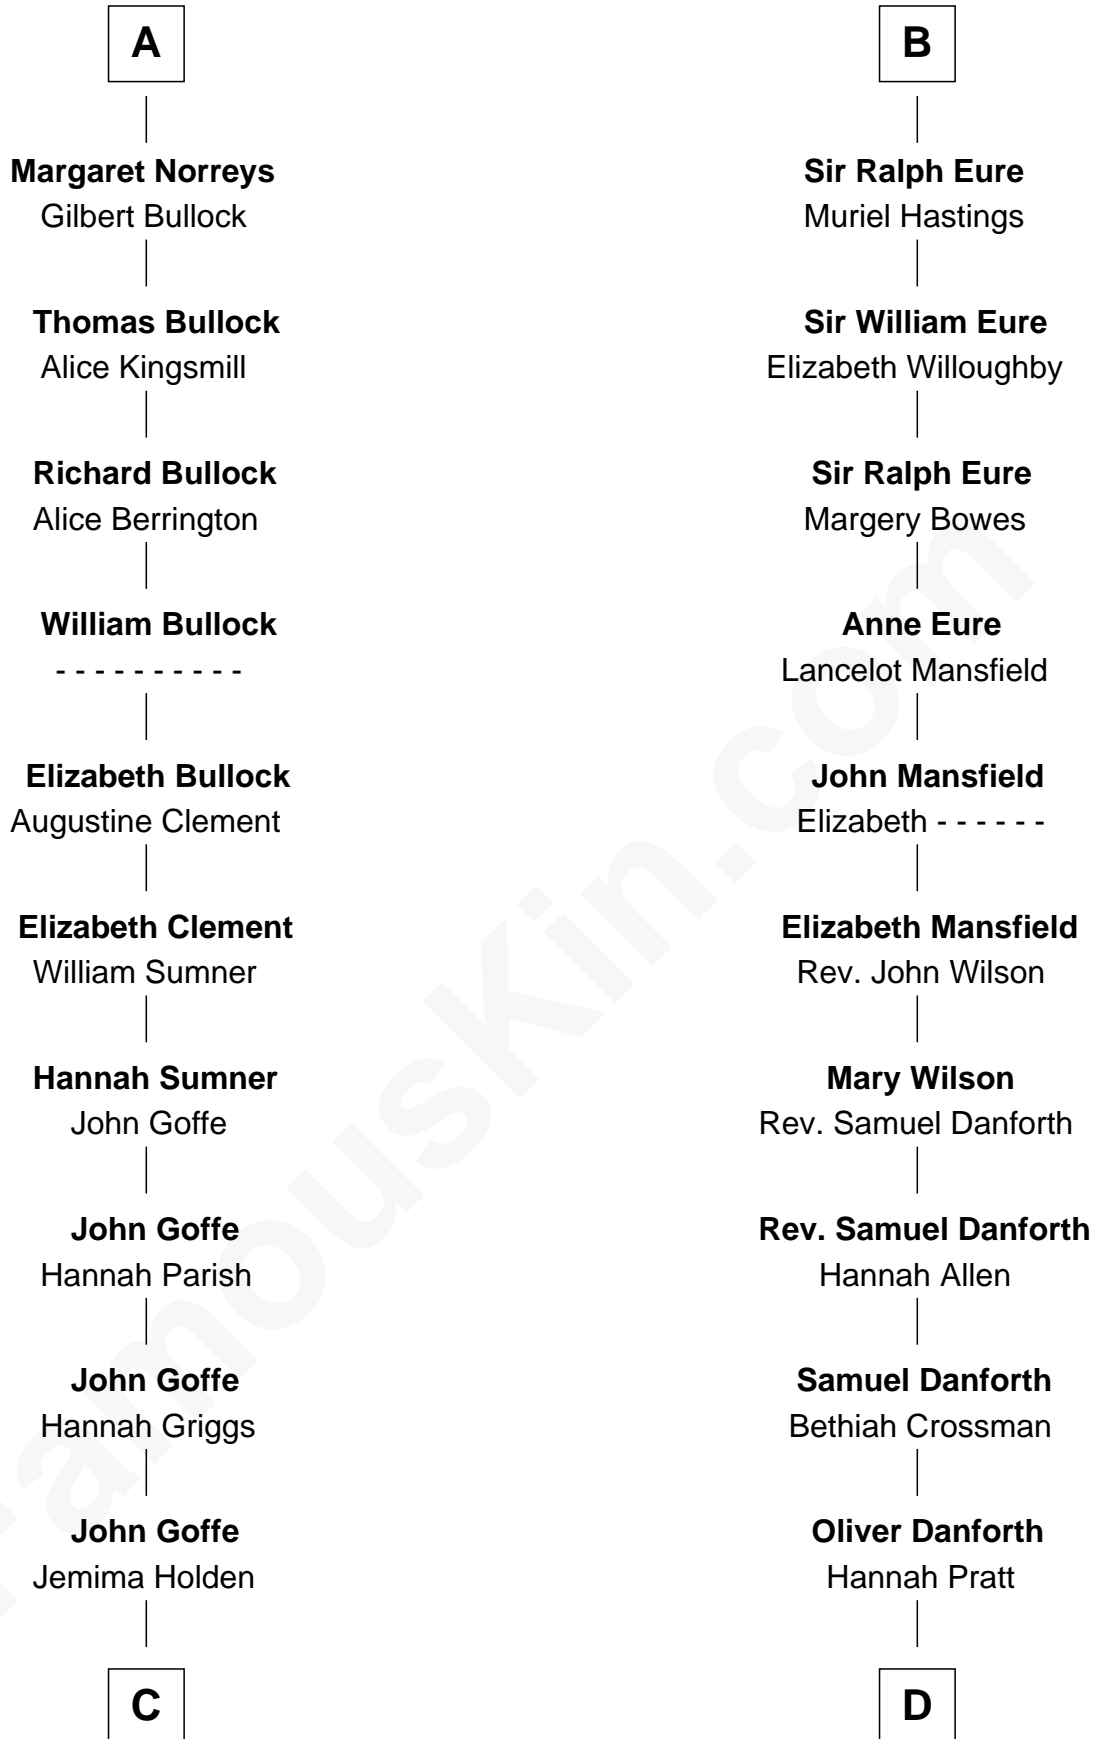 A
Margaret Norreys
Gilbert Bullock
Thomas Bullock
Alice Kingsmill
Richard Bullock
Alice Berrington
William Bullock
- - - - - - - - - -
Elizabeth Bullock
Augustine Clement
Elizabeth Clement
William Sumner
Hannah Sumner
John Goffe
John Goffe
Hannah Parish
John Goffe
Hannah Griggs
John Goffe
Jemima Holden
C
B
Sir Ralph Eure
Muriel Hastings
Sir William Eure
Elizabeth Willoughby
Sir Ralph Eure
Margery Bowes
Anne Eure
Lancelot Mansfield
John Mansfield
Elizabeth - - - - - -
Elizabeth Mansfield
Rev. John Wilson
Mary Wilson
Rev. Samuel Danforth
Rev. Samuel Danforth
Hannah Allen
Samuel Danforth
Bethiah Crossman
Oliver Danforth
Hannah Pratt
D
FamousKin.com